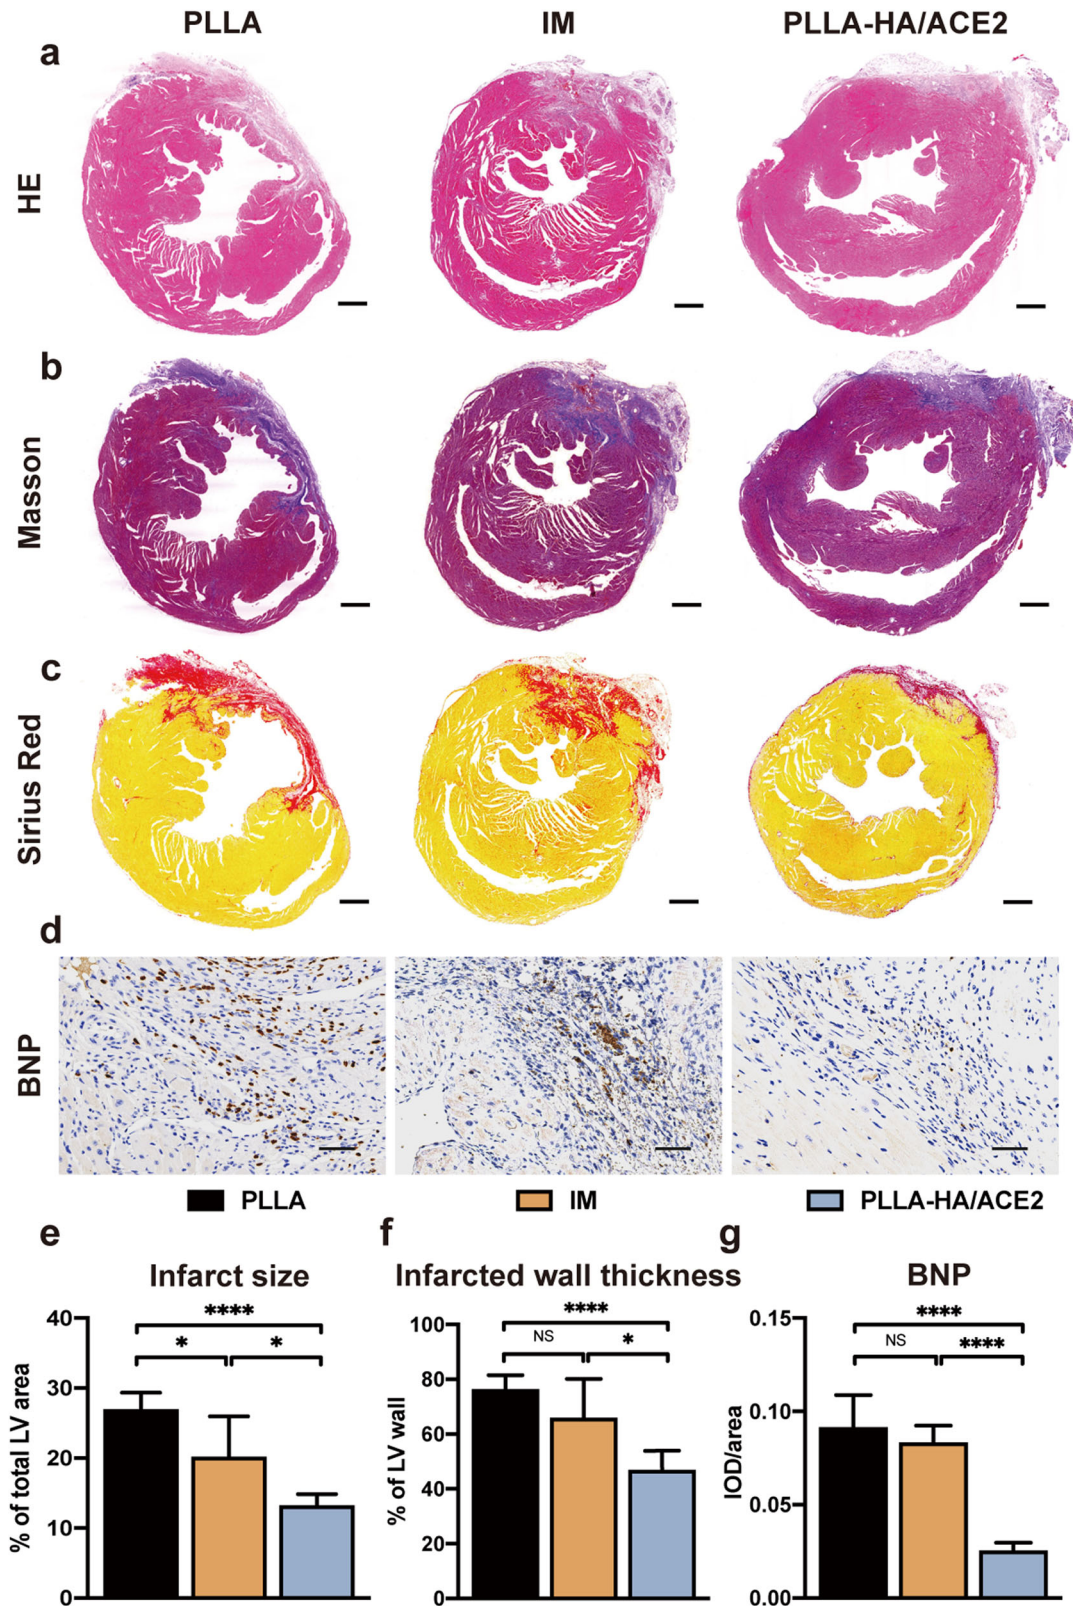 PLLA IM PLLA-HA/ACE2
a
HE
b
Masson
c
Sirius Red
d
BNP
PLLA IM PLLA-HA/ACE2
e f g
Infarct size Infarcted wall thickness BNP
% of total LV area
40
30
20
10
0
****
* *
% of LV wall
100
80
60
40
20
0
****
NS *
IOD/area
0.15
0.10
0.05
0.00
****
NS ****